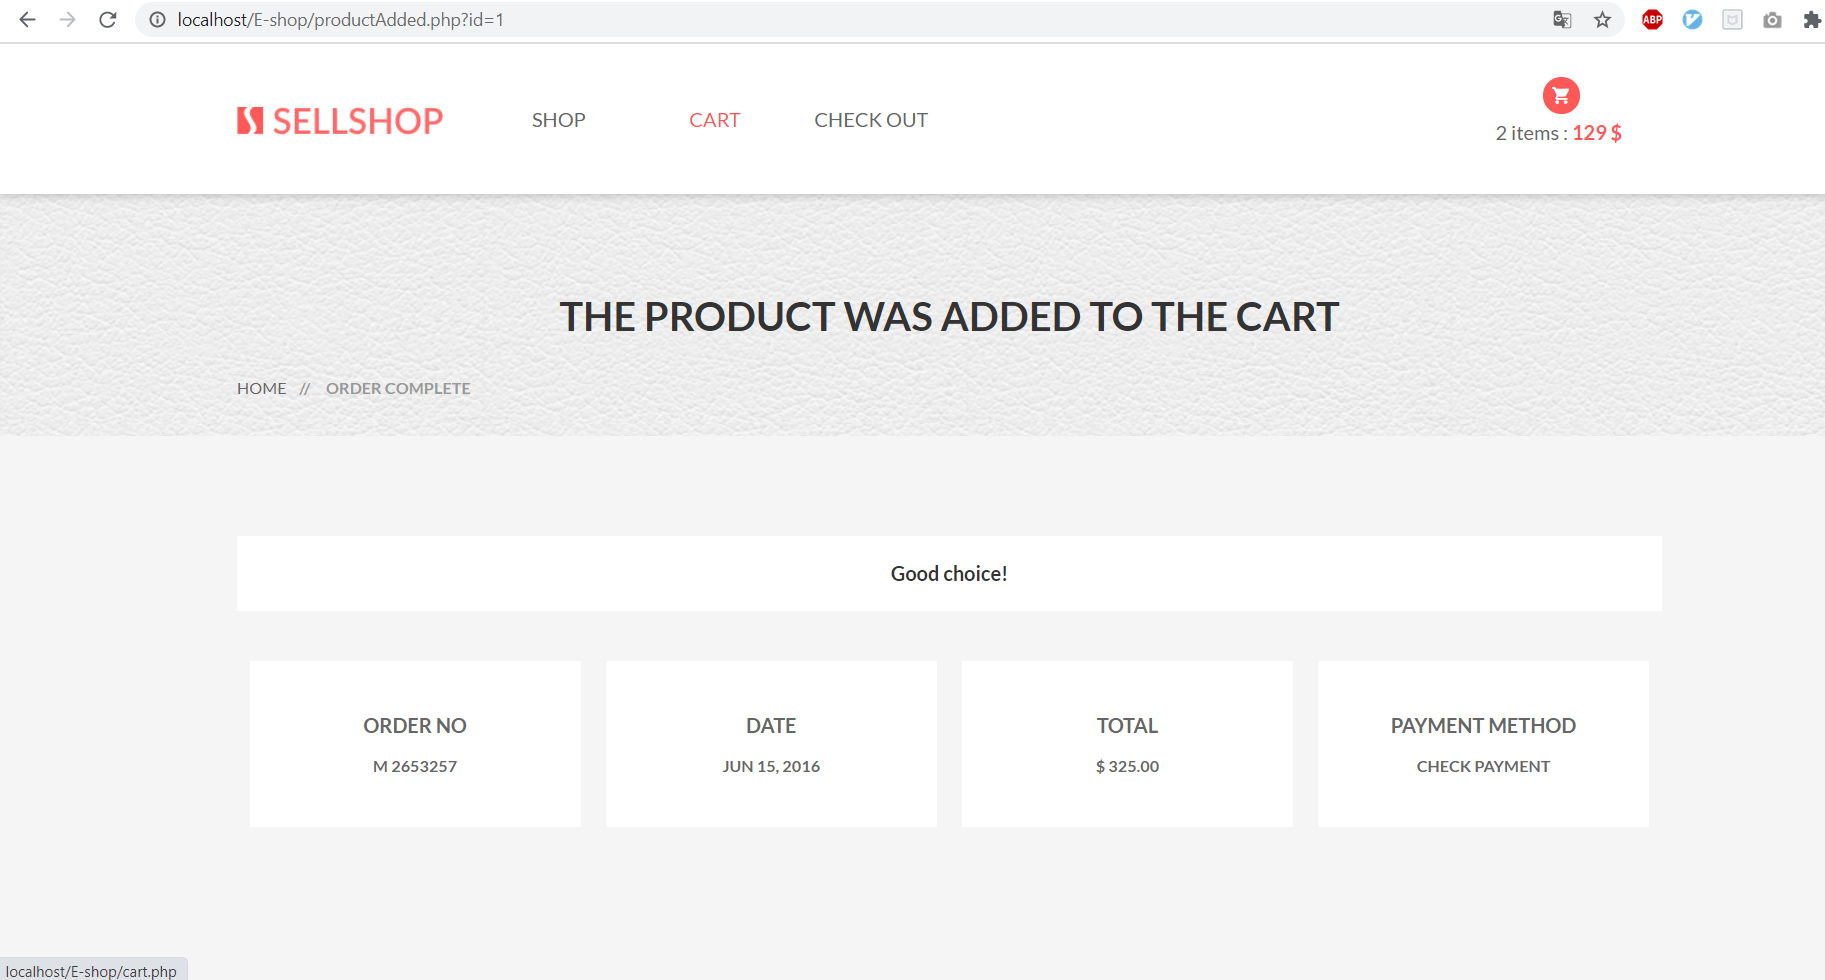 localhost/E-shop/productAdded.php?id=1
ABP
SELLSHOP
SHOP
CART
CHECK OUT
2 items : 129 $
THE PRODUCT WAS ADDED TO THE CART
HOME // ORDER COMPLETE
Good choice!
ORDER NO
M 2653257
DATE
JUN 15, 2016
TOTAL
$ 325.00
PAYMENT METHOD
CHECK PAYMENT
localhost/E-shop/cart.php